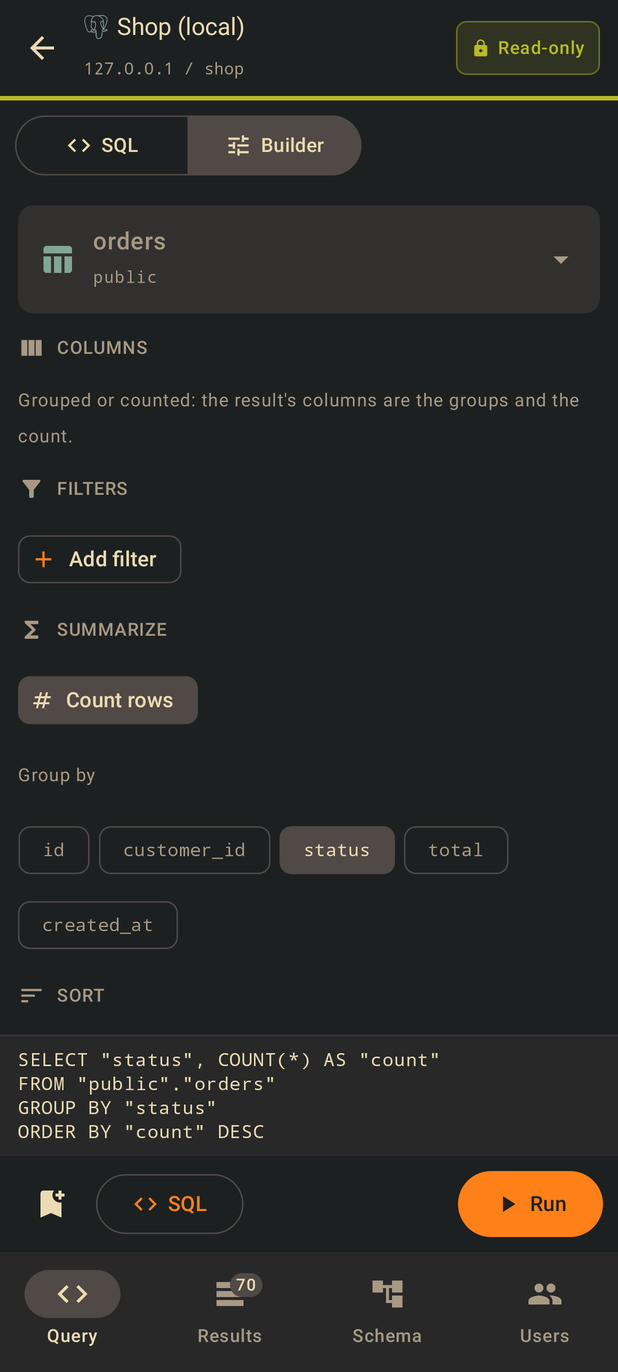 Shop (local)
127.0.0.1 / shop
Read-only
SQL
Builder
orders
public
COLUMNS
Grouped or counted: the result's columns are the groups and the
count.
FILTERS
Add filter
SUMMARIZE
# Count rows
Group by
id
customer_id
status
total
created_at
SORT
SELECT "status", COUNT(*) AS "count"
FROM "public"."orders"
GROUP BY "status"
ORDER BY "count" DESC
SQL
Run
70
Query
Results
Schema
Users